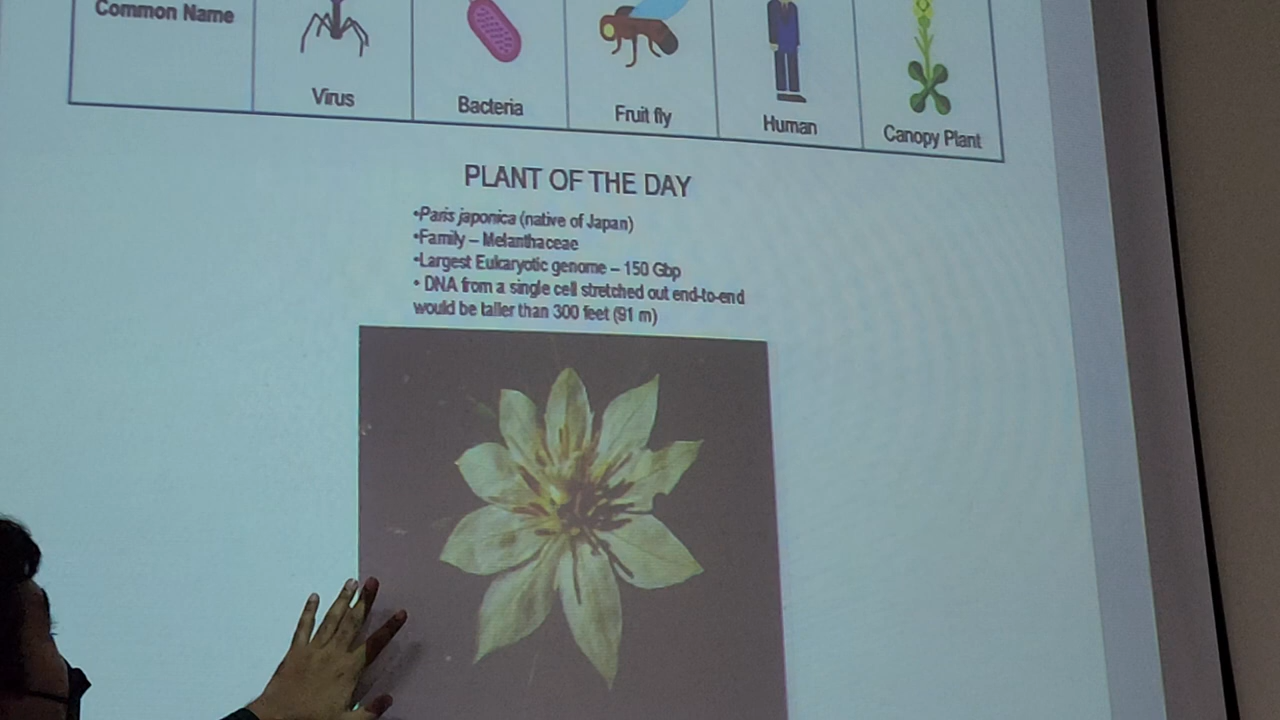 Common Name
Virus
Bacteria
Fruit fly
Human
Canopy Plant
PLANT OF THE DAY
•Paris japonica (native of Japan)
•Family – Melanthaceae
•Largest Eukaryotic genome – 150 Gbp
• DNA from a single cell stretched out end-to-end
would be taller than 300 feet (91 m)